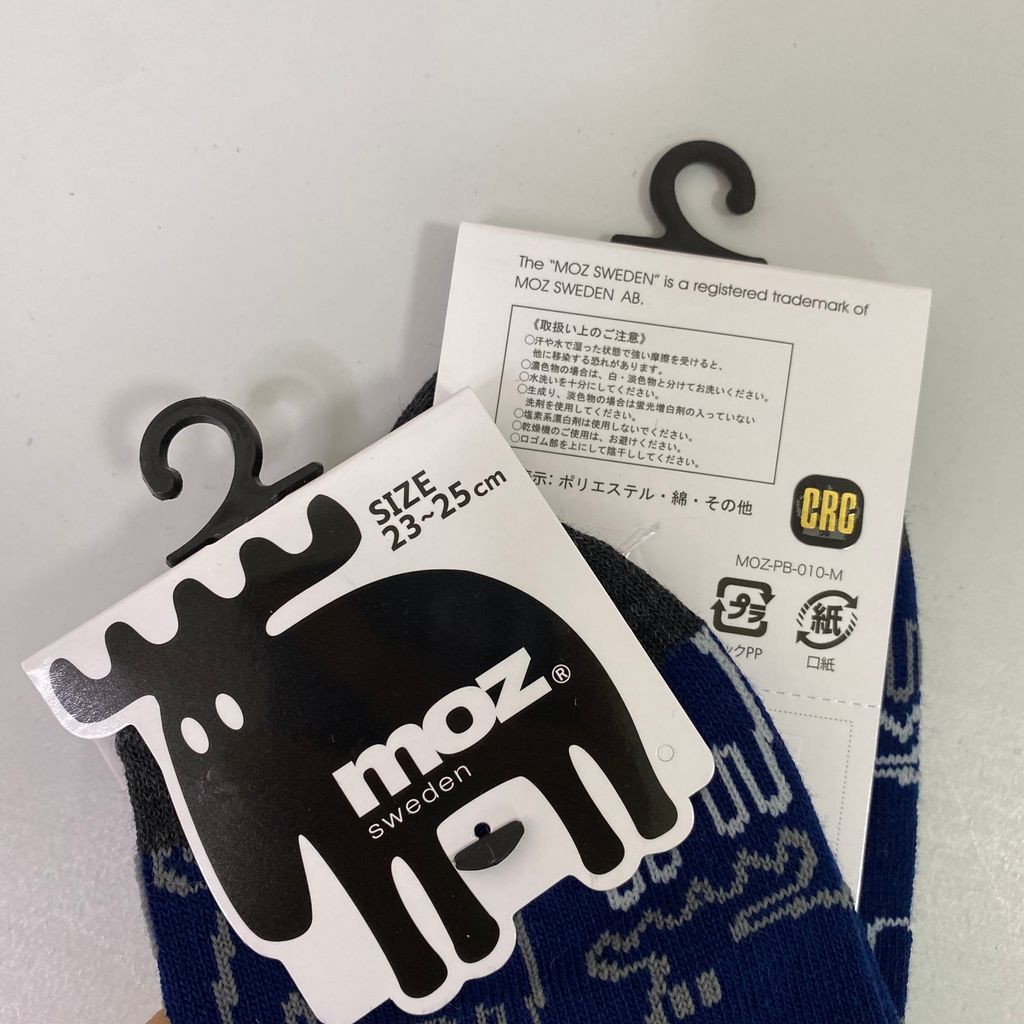 The "MOZ SWEDEN" is a registered trademark of
MOZ SWEDEN AB.
《取扱い上のご注意》
○汗や水で湿った状態で強い摩擦を受けると、
他に移染する恐れがあります。
○濃色物の場合は、白・淡色物と分けてお洗いください。
○水洗いを十分にしてください。
○生成り、淡色物の場合は蛍光増白剤の入っていない
洗剤を使用してください。
○塩素系漂白剤は使用しないでください。
○乾燥機のご使用は、お避けください。
○口ゴム部を上にして陰干ししてください。
示: ポリエステル・綿・その他
CRC
MOZ-PB-010-M
プラ
紙
ックPP
口紙
SIZE
23~25cm
moz®
sweden